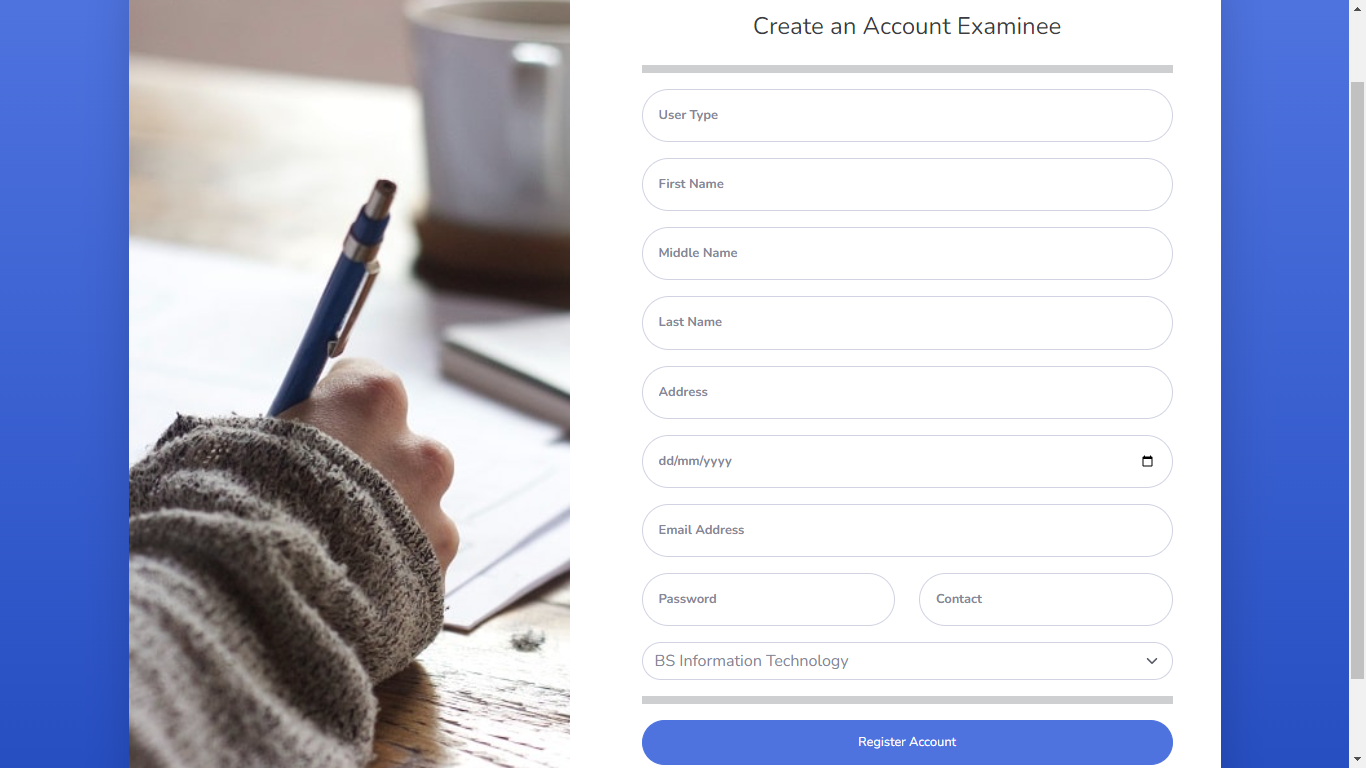 Create an Account Examinee
User Type
First Name
Middle Name
Last Name
Address
dd/mm/yyyy
Email Address
Password Contact
BS Information Technology
Register Account